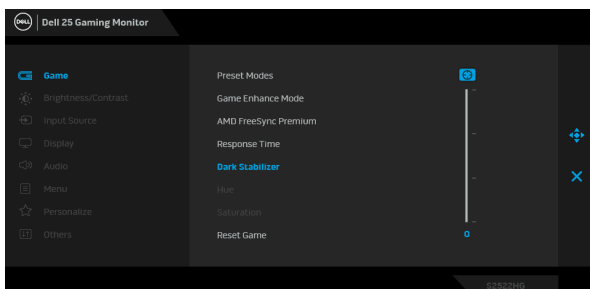 DELL Dell 25 Gaming Monitor
Game
Brightness/Contrast
Input Source
Display
Audio
Menu
Personalize
Others
Preset Modes
Game Enhance Mode
AMD FreeSync Premium
Response Time
Dark Stabilizer
Hue
Saturation
Reset Game
0
S2522HG